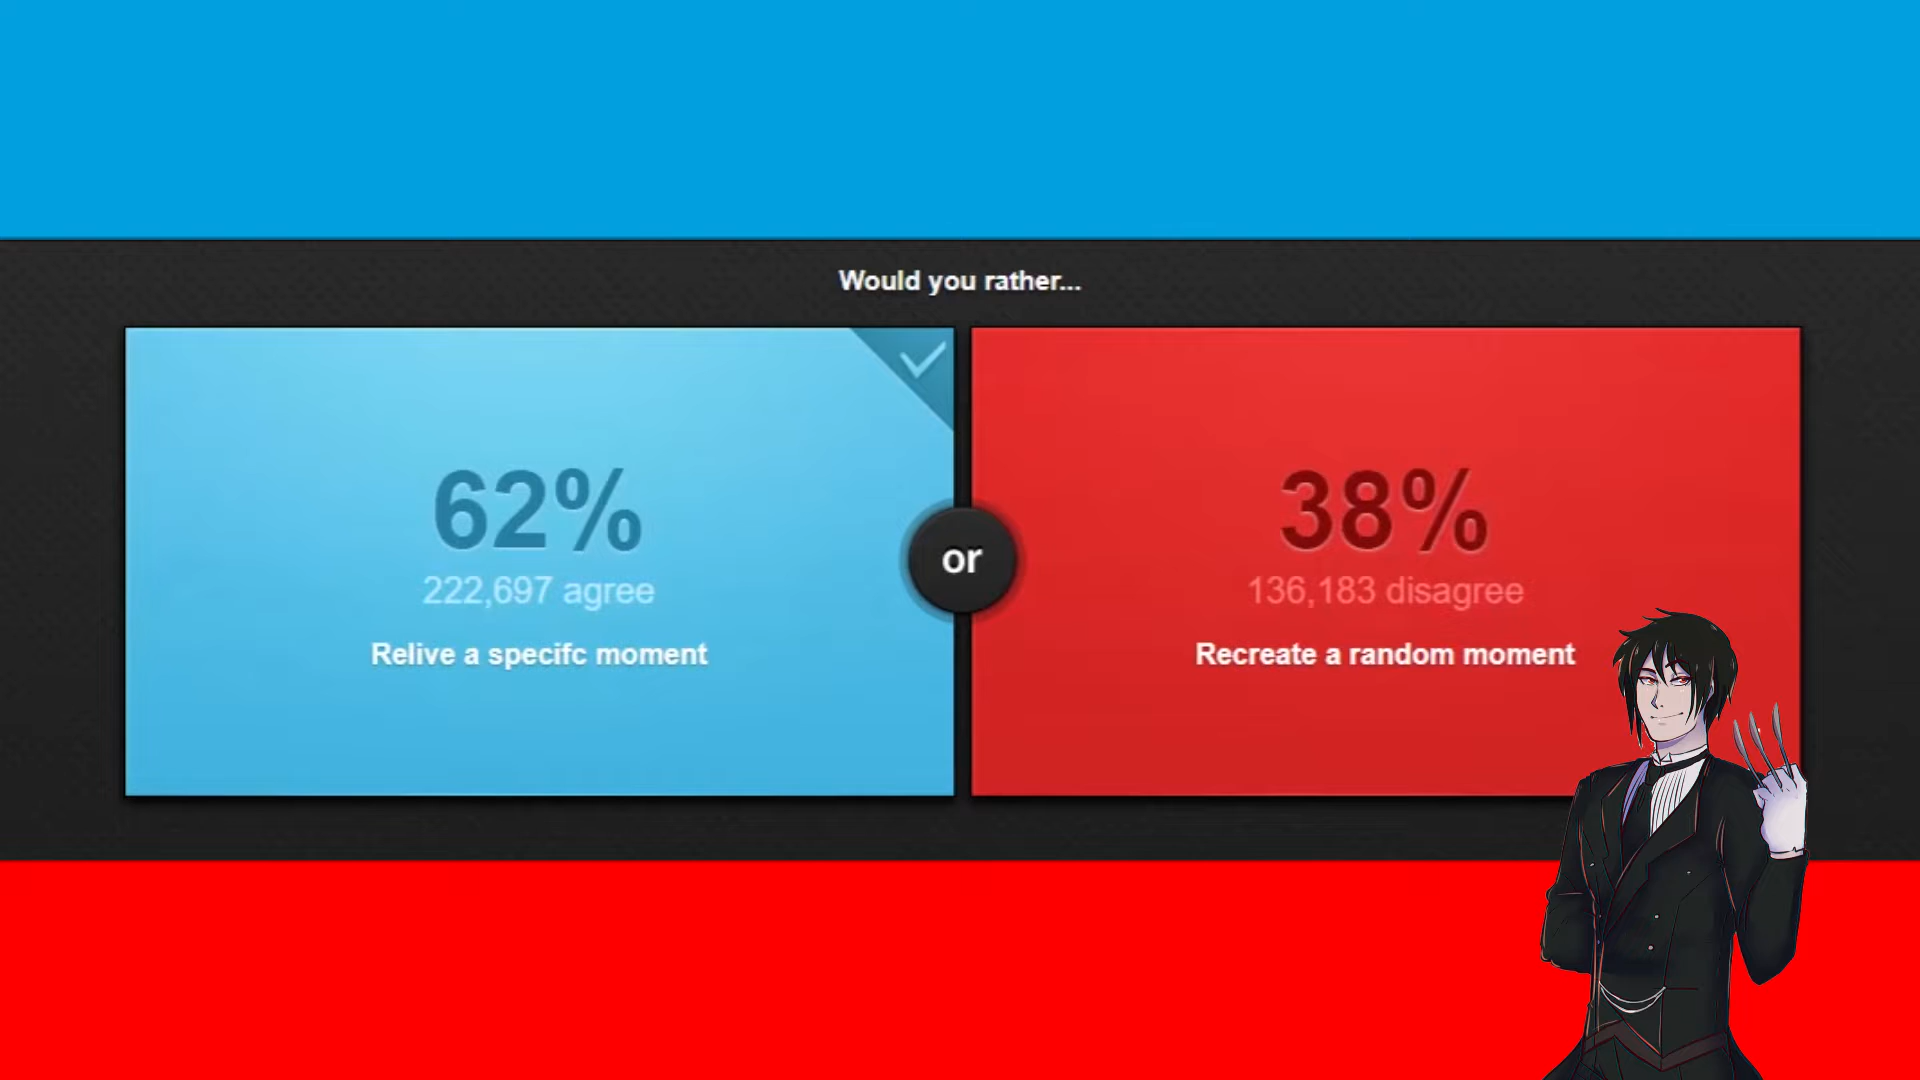 Would you rather...
62%
222,697 agree
Relive a specifc moment
or
38%
136,183 disagree
Recreate a random moment